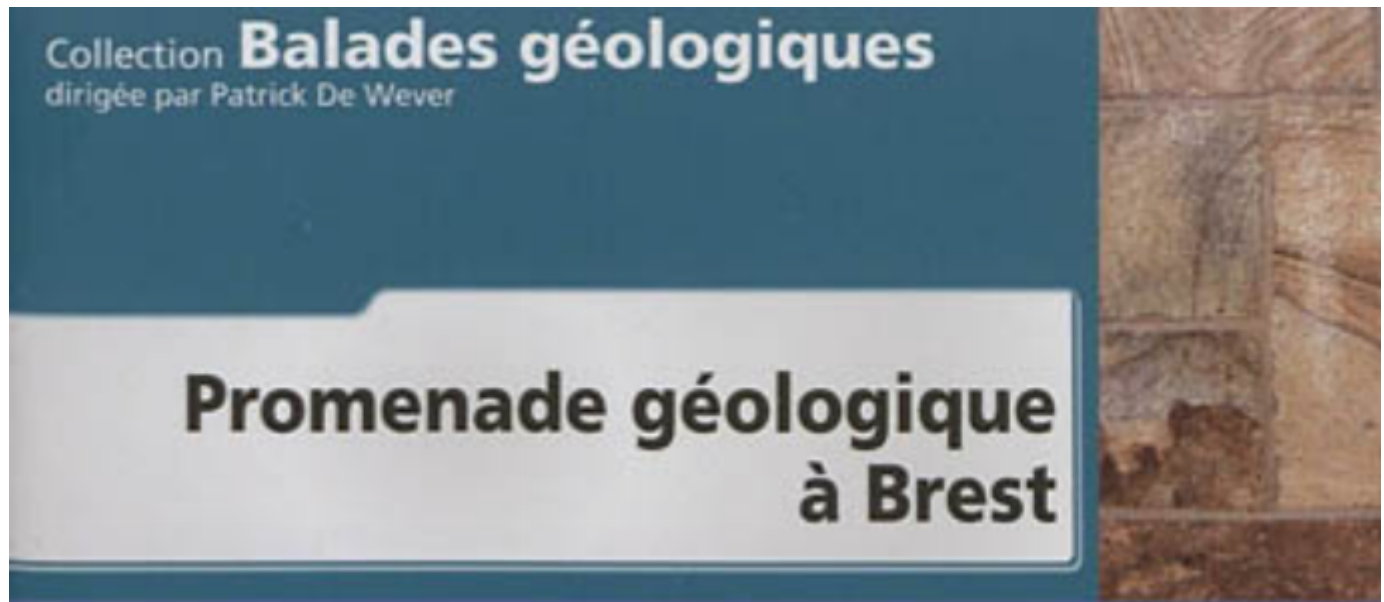 Collection Balades géologiques
dirigée par Patrick De Wever
Promenade géologique
à Brest